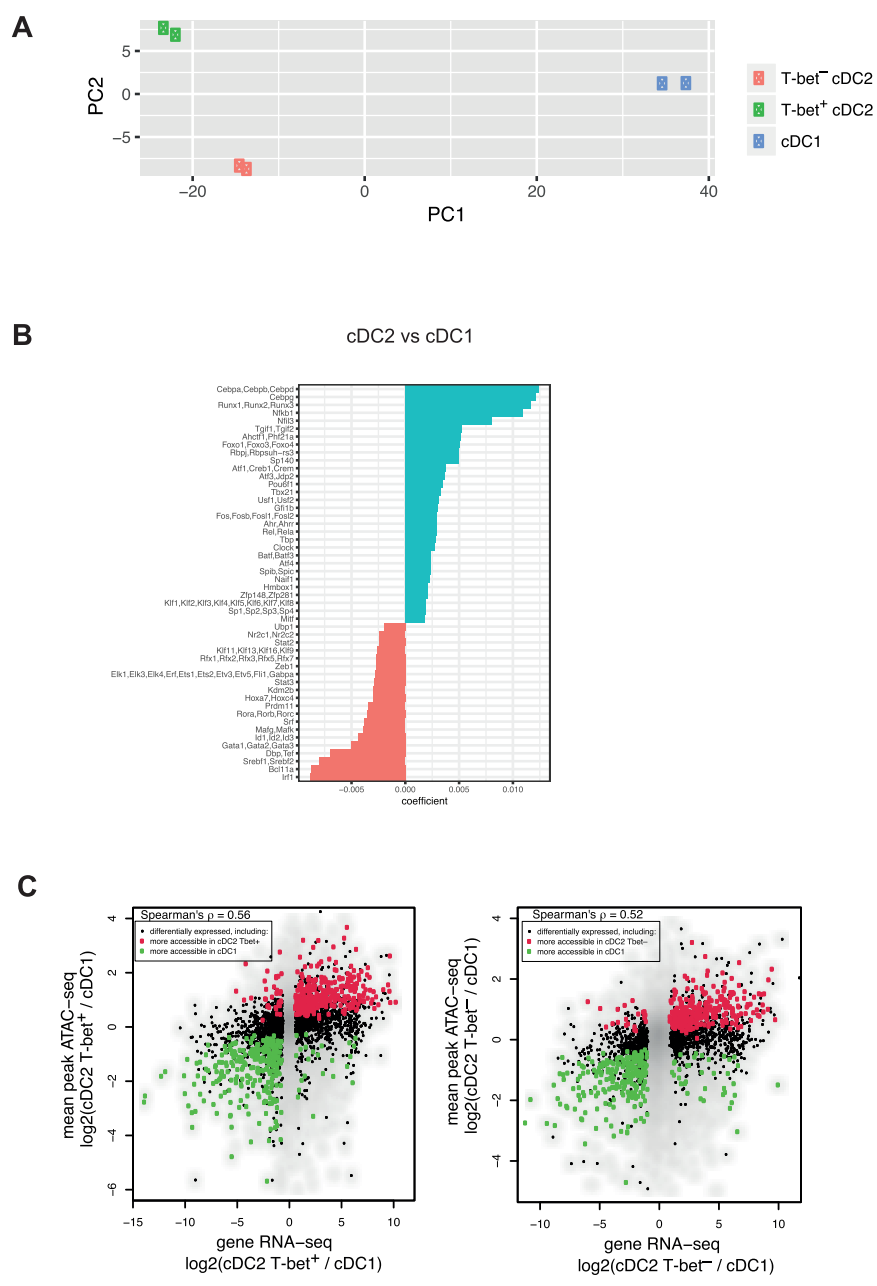 A
PC2
5
0
−5
−20
0
20
40
PC1
T-bet⁻ cDC2
T-bet⁺ cDC2
cDC1
B
cDC2 vs cDC1
Cebpa,Cebpb,Cebpd
Cebpg
Runx1,Runx2,Runx3
Nfkb1
Nfil3
Tgif1,Tgif2
Ahctf1,Phf21a
Foxo1,Foxo3,Foxo4
Rbpj,Rbpsuh−rs3
Sp140
Atf1,Creb1,Crem
Atf3,Jdp2
Pou6f1
Tbx21
Usf1,Usf2
Gfi1b
Fos,Fosb,Fosl1,Fosl2
Ahr,Ahrr
Rel,Rela
Tbp
Clock
Batf,Batf3
Atf4
Spib,Spic
Naif1
Hmbox1
Zfp148,Zfp281
Klf1,Klf2,Klf3,Klf4,Klf5,Klf6,Klf7,Klf8
Sp1,Sp2,Sp3,Sp4
Mitf
Ubp1
Nr2c1,Nr2c2
Stat2
Klf11,Klf13,Klf16,Klf9
Rfx1,Rfx2,Rfx3,Rfx5,Rfx7
Zeb1
Elk1,Elk3,Elk4,Erf,Ets1,Ets2,Etv3,Etv5,Fli1,Gabpa
Stat3
Kdm2b
Hoxa7,Hoxc4
Prdm11
Rora,Rorb,Rorc
Srf
Mafg,Mafk
Id1,Id2,Id3
Gata1,Gata2,Gata3
Dbp,Tef
Srebf1,Srebf2
Bcl11a
Irf1
−0.005
0.000
0.005
0.010
coefficient
C
Spearman's ρ = 0.56
differentially expressed, including:
more accessible in cDC2 Tbet+
more accessible in cDC1
mean peak ATAC−seq
log2(cDC2 T-bet⁺ / cDC1)
4
2
0
−2
−4
−6
−15
−10
−5
0
5
10
gene RNA−seq
log2(cDC2 T-bet⁺ / cDC1)
Spearman's ρ = 0.52
differentially expressed, including:
more accessible in cDC2 Tbet−
more accessible in cDC1
mean peak ATAC−seq
log2(cDC2 T-bet⁻ / cDC1)
4
2
0
−2
−4
−10
−5
0
5
10
gene RNA−seq
log2(cDC2 T-bet⁻ / cDC1)